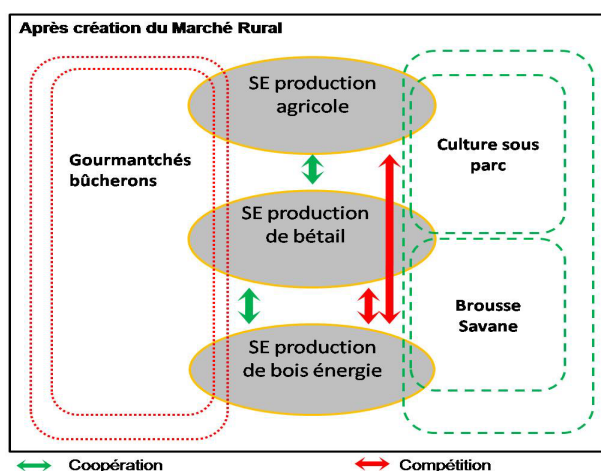 Après création du Marché Rural
SE production
agricole
Gourmantchés
bûcherons
Culture sous
parc
SE production
de bétail
Brousse
Savane
SE production
de bois énergie
Coopération
Compétition